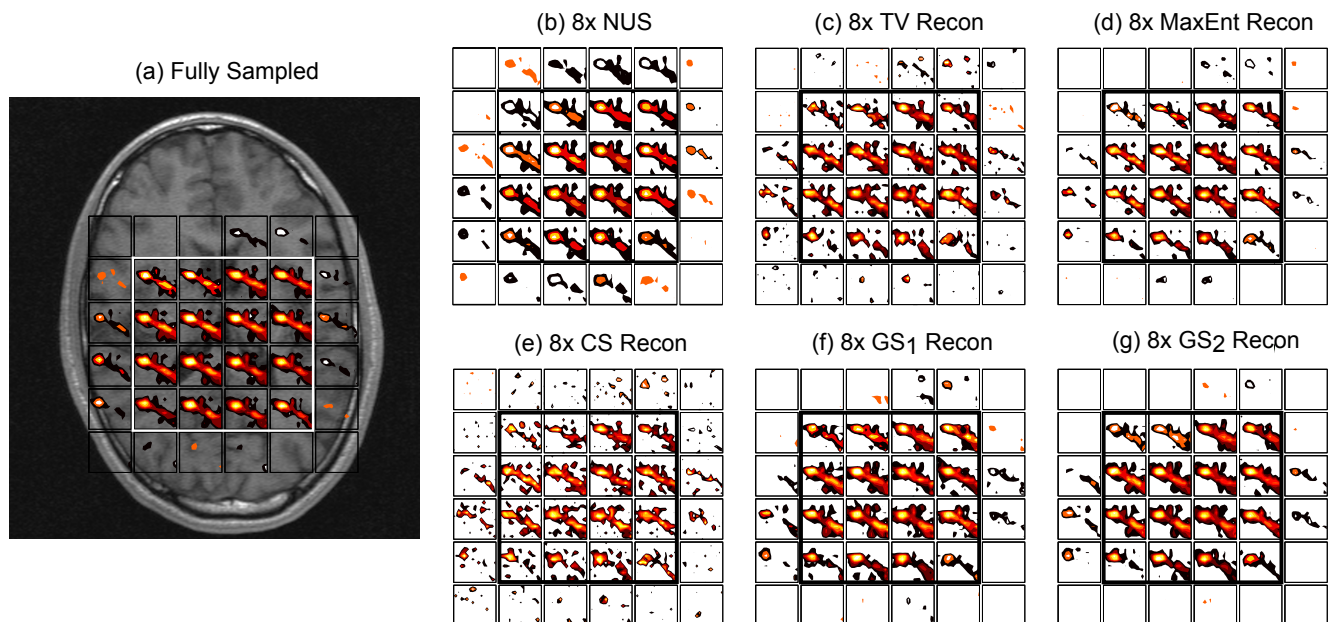 (a) Fully Sampled
(b) 8x NUS
(c) 8x TV Recon
(d) 8x MaxEnt Recon
(e) 8x CS Recon
(f) 8x GS1 Recon
(g) 8x GS2 Recon